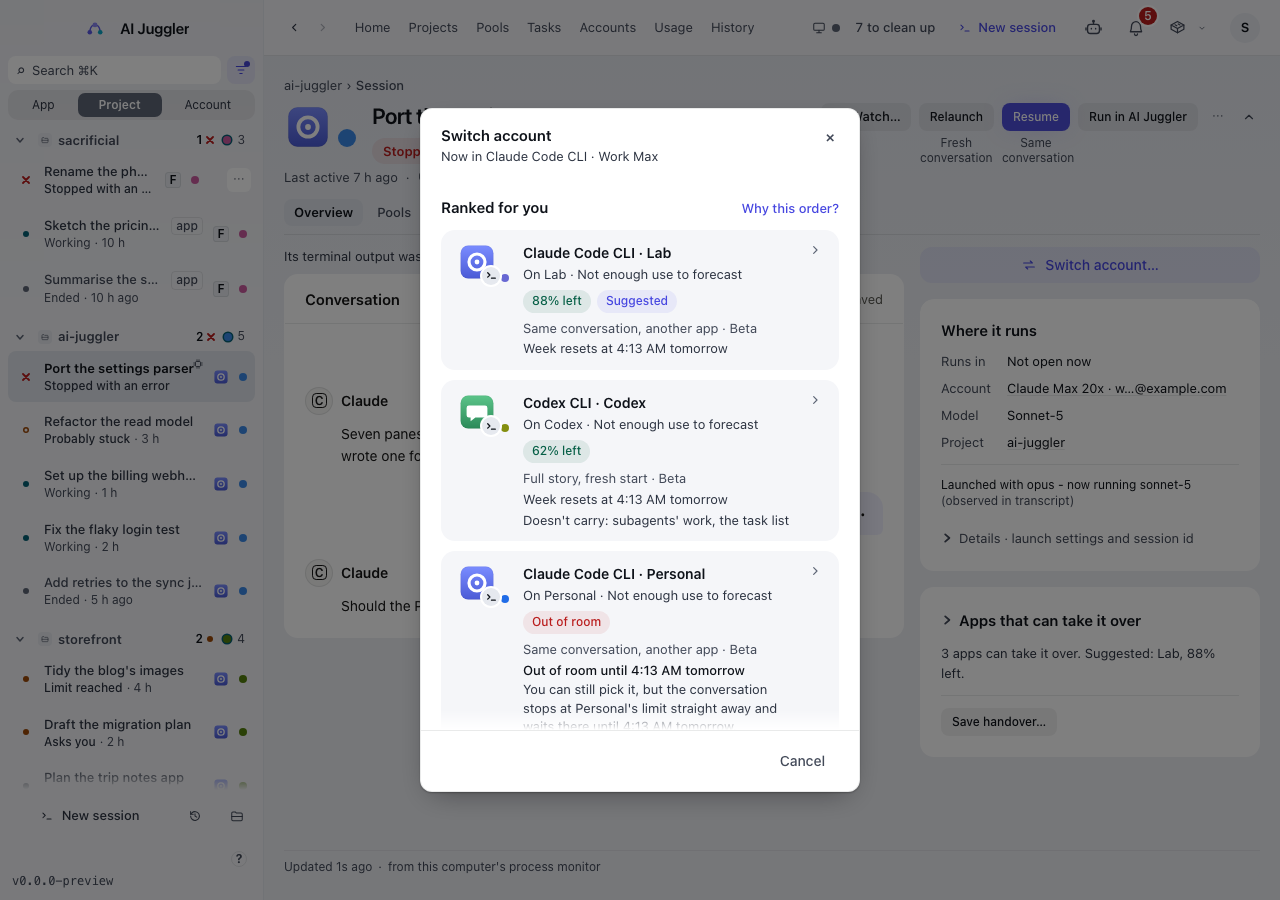 AI Juggler
Search ⌘K
App Project Account
sacrificial 1 3
Rename the ph... F
Stopped with an ...
Sketch the pricin... app F
Working · 10 h
Summarise the s... app F
Ended · 10 h ago
ai-juggler 2 5
Port the settings parser
Stopped with an error
Refactor the read model
Probably stuck · 3 h
Set up the billing webh...
Working · 1 h
Fix the flaky login test
Working · 2 h
Add retries to the sync j...
Ended · 5 h ago
storefront 2 4
Tidy the blog's images
Limit reached · 4 h
Draft the migration plan
Asks you · 2 h
Plan the trip notes app
New session
?
v0.0.0-preview
Home Projects Pools Tasks Accounts Usage History
7 to clean up
New session
5
S
ai-juggler › Session
Port t
Stopp
Last active 7 h ago ·
atch...
Relaunch
Resume
Run in AI Juggler
Fresh conversation
Same conversation
Overview Pools
Its terminal output was
Conversation
ved
Claude
Seven panes
wrote one fo
Claude
Should the P
Switch account...
Where it runs
Runs in Not open now
Account Claude Max 20x · w...@example.com
Model Sonnet-5
Project ai-juggler
Launched with opus - now running sonnet-5
(observed in transcript)
Details · launch settings and session id
Apps that can take it over
3 apps can take it over. Suggested: Lab, 88%
left.
Save handover...
Updated 1s ago · from this computer's process monitor
Switch account
Now in Claude Code CLI · Work Max
Ranked for you
Why this order?
Claude Code CLI · Lab
On Lab · Not enough use to forecast
88% left Suggested
Same conversation, another app · Beta
Week resets at 4:13 AM tomorrow
Codex CLI · Codex
On Codex · Not enough use to forecast
62% left
Full story, fresh start · Beta
Week resets at 4:13 AM tomorrow
Doesn't carry: subagents' work, the task list
Claude Code CLI · Personal
On Personal · Not enough use to forecast
Out of room
Same conversation, another app · Beta
Out of room until 4:13 AM tomorrow
You can still pick it, but the conversation
stops at Personal's limit straight away and
waits there until 4:13 AM tomorrow
Cancel